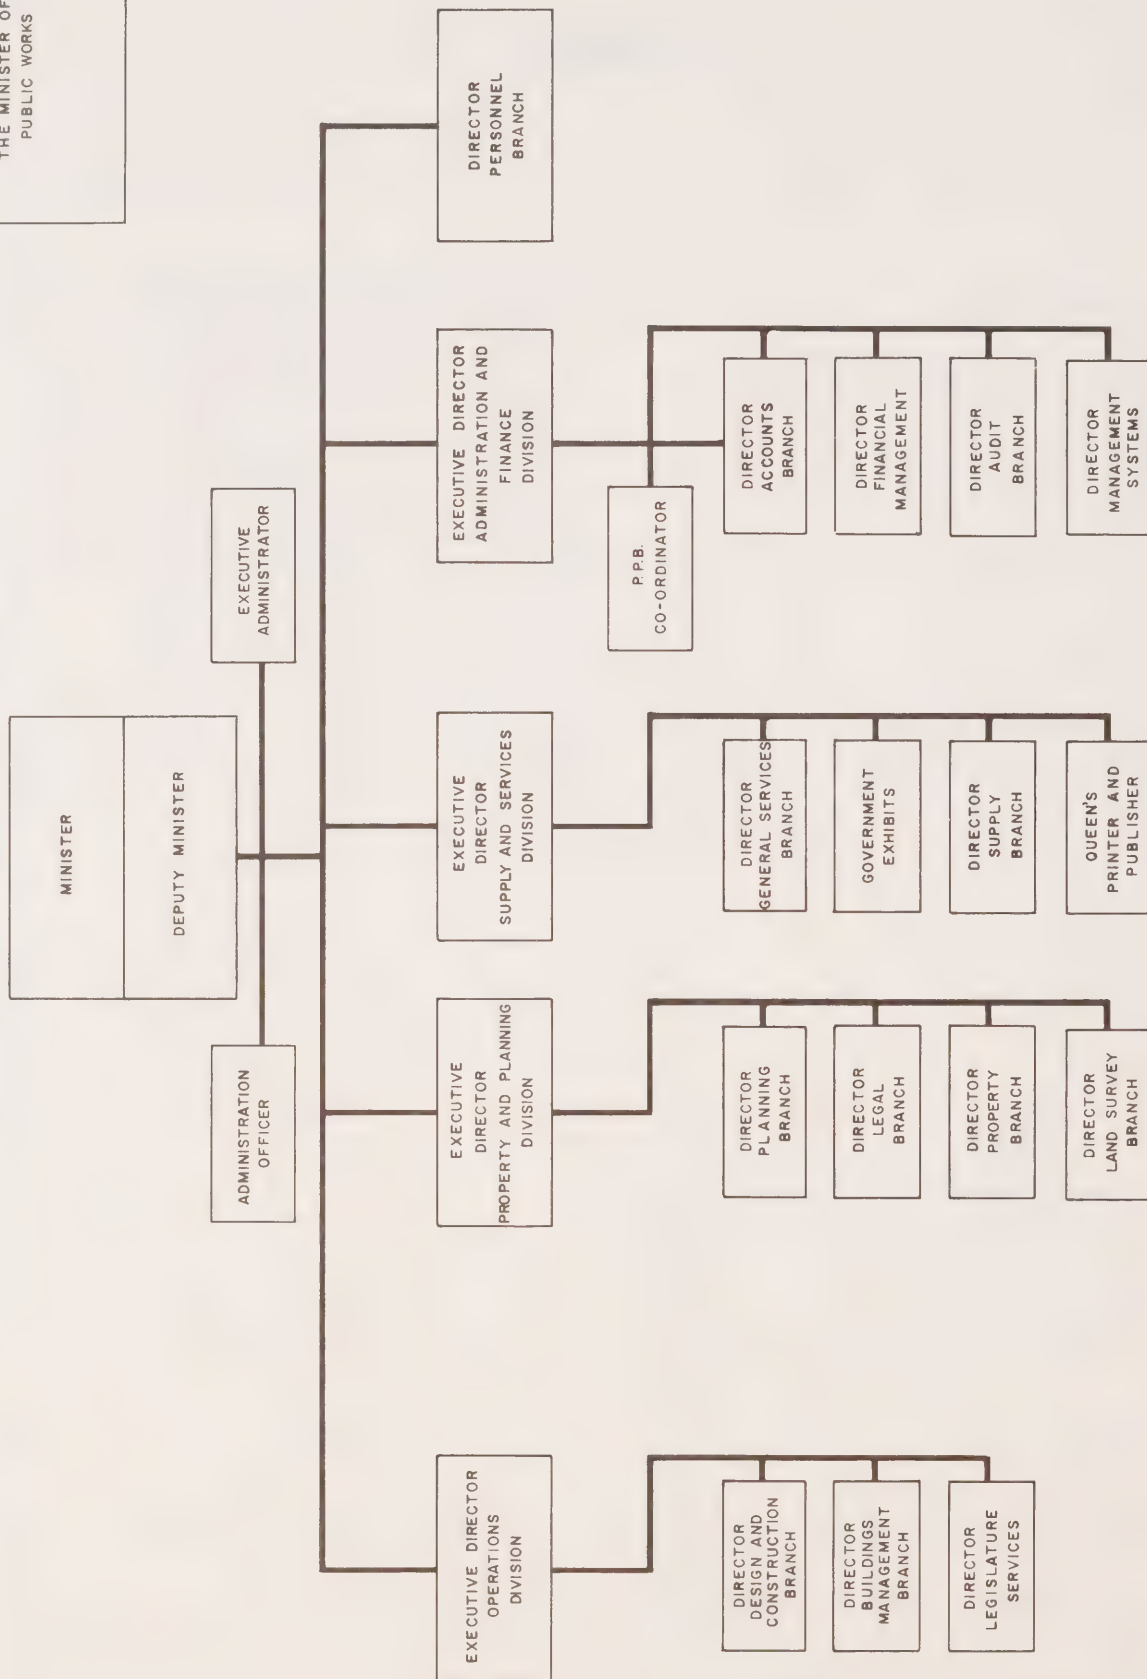 THE MINISTER OF
PUBLIC WORKS
MINISTER
DEPUTY MINISTER
ADMINISTRATION
OFFICER
EXECUTIVE
ADMINISTRATOR
EXECUTIVE DIRECTOR
OPERATIONS
DIVISION
EXECUTIVE
DIRECTOR
PROPERTY AND PLANNING
DIVISION
EXECUTIVE
DIRECTOR
SUPPLY AND SERVICES
DIVISION
EXECUTIVE DIRECTOR
ADMINISTRATION AND
FINANCE
DIVISION
DIRECTOR
PERSONNEL
BRANCH
P.P.B.
CO-ORDINATOR
DIRECTOR
DESIGN AND
CONSTRUCTION
BRANCH
DIRECTOR
BUILDINGS
MANAGEMENT
BRANCH
DIRECTOR
LEGISLATURE
SERVICES
DIRECTOR
PLANNING
BRANCH
DIRECTOR
LEGAL
BRANCH
DIRECTOR
PROPERTY
BRANCH
DIRECTOR
LAND SURVEY
BRANCH
DIRECTOR
GENERAL SERVICES
BRANCH
GOVERNMENT
EXHIBITS
DIRECTOR
SUPPLY
BRANCH
QUEEN'S
PRINTER AND
PUBLISHER
DIRECTOR
ACCOUNTS
BRANCH
DIRECTOR
FINANCIAL
MANAGEMENT
DIRECTOR
AUDIT
BRANCH
DIRECTOR
MANAGEMENT
SYSTEMS